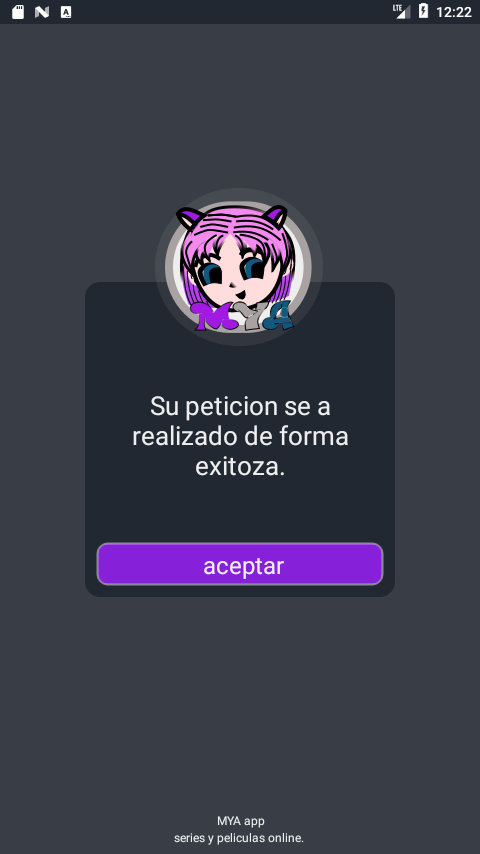 LTE 12:22
MYA
Su peticion se a
realizado de forma
exitoza.
aceptar
MYA app
series y peliculas online.